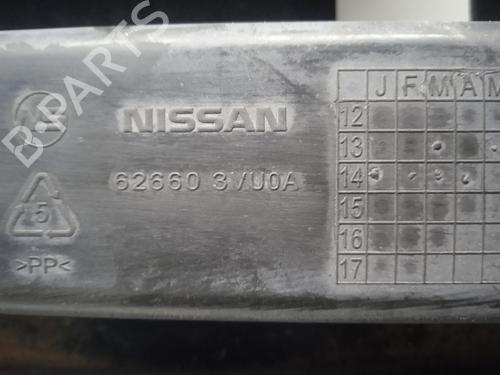 NISSAN
62660 3VU0A
5
>PP<
J F M A M
12
13
14
15
16
17
B-PARTS